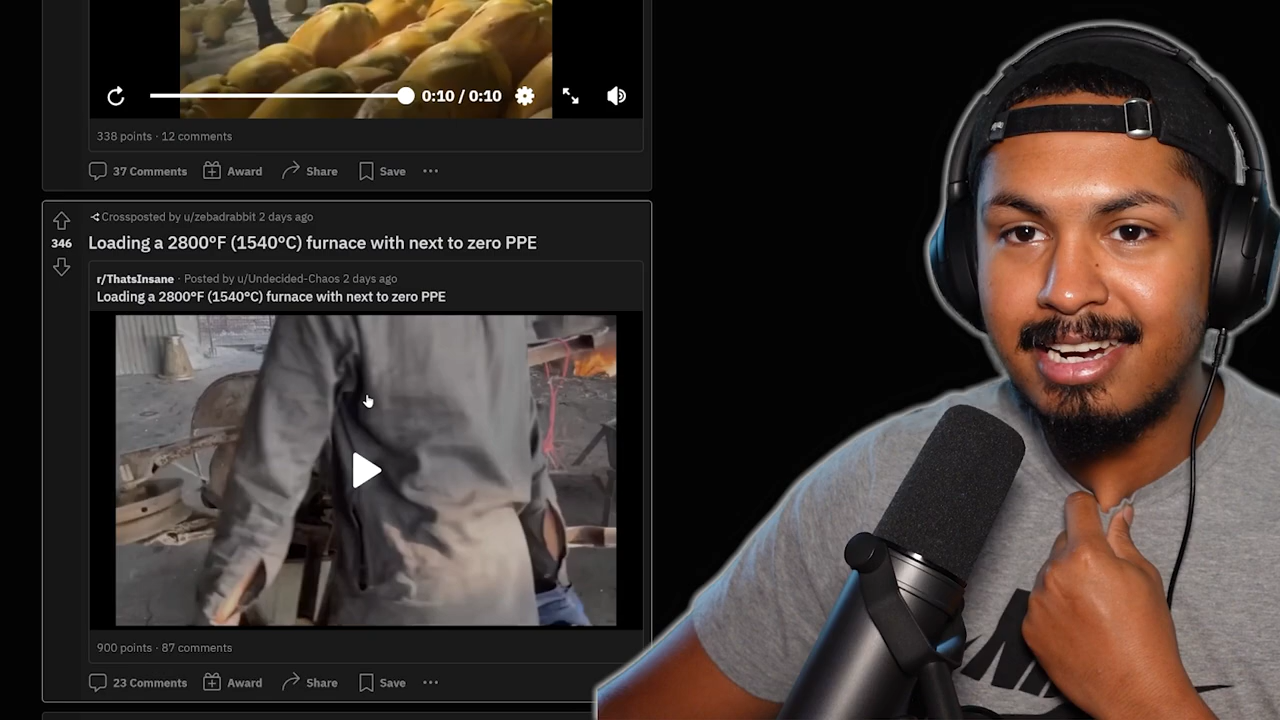 0:10 / 0:10
338 points · 12 comments
37 Comments Award Share Save ···
Crossposted by u/zebadrabbit 2 days ago
346
Loading a 2800°F (1540°C) furnace with next to zero PPE
r/ThatsInsane · Posted by u/Undecided-Chaos 2 days ago
Loading a 2800°F (1540°C) furnace with next to zero PPE
900 points · 87 comments
23 Comments Award Share Save ···